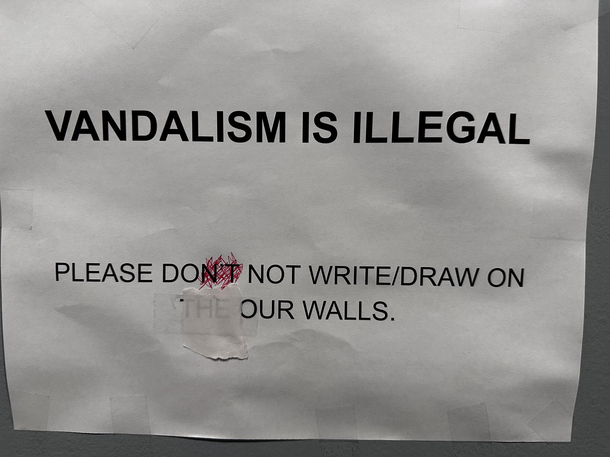 VANDALISM IS ILLEGAL
PLEASE DON'T NOT WRITE/DRAW ON
THE OUR WALLS.